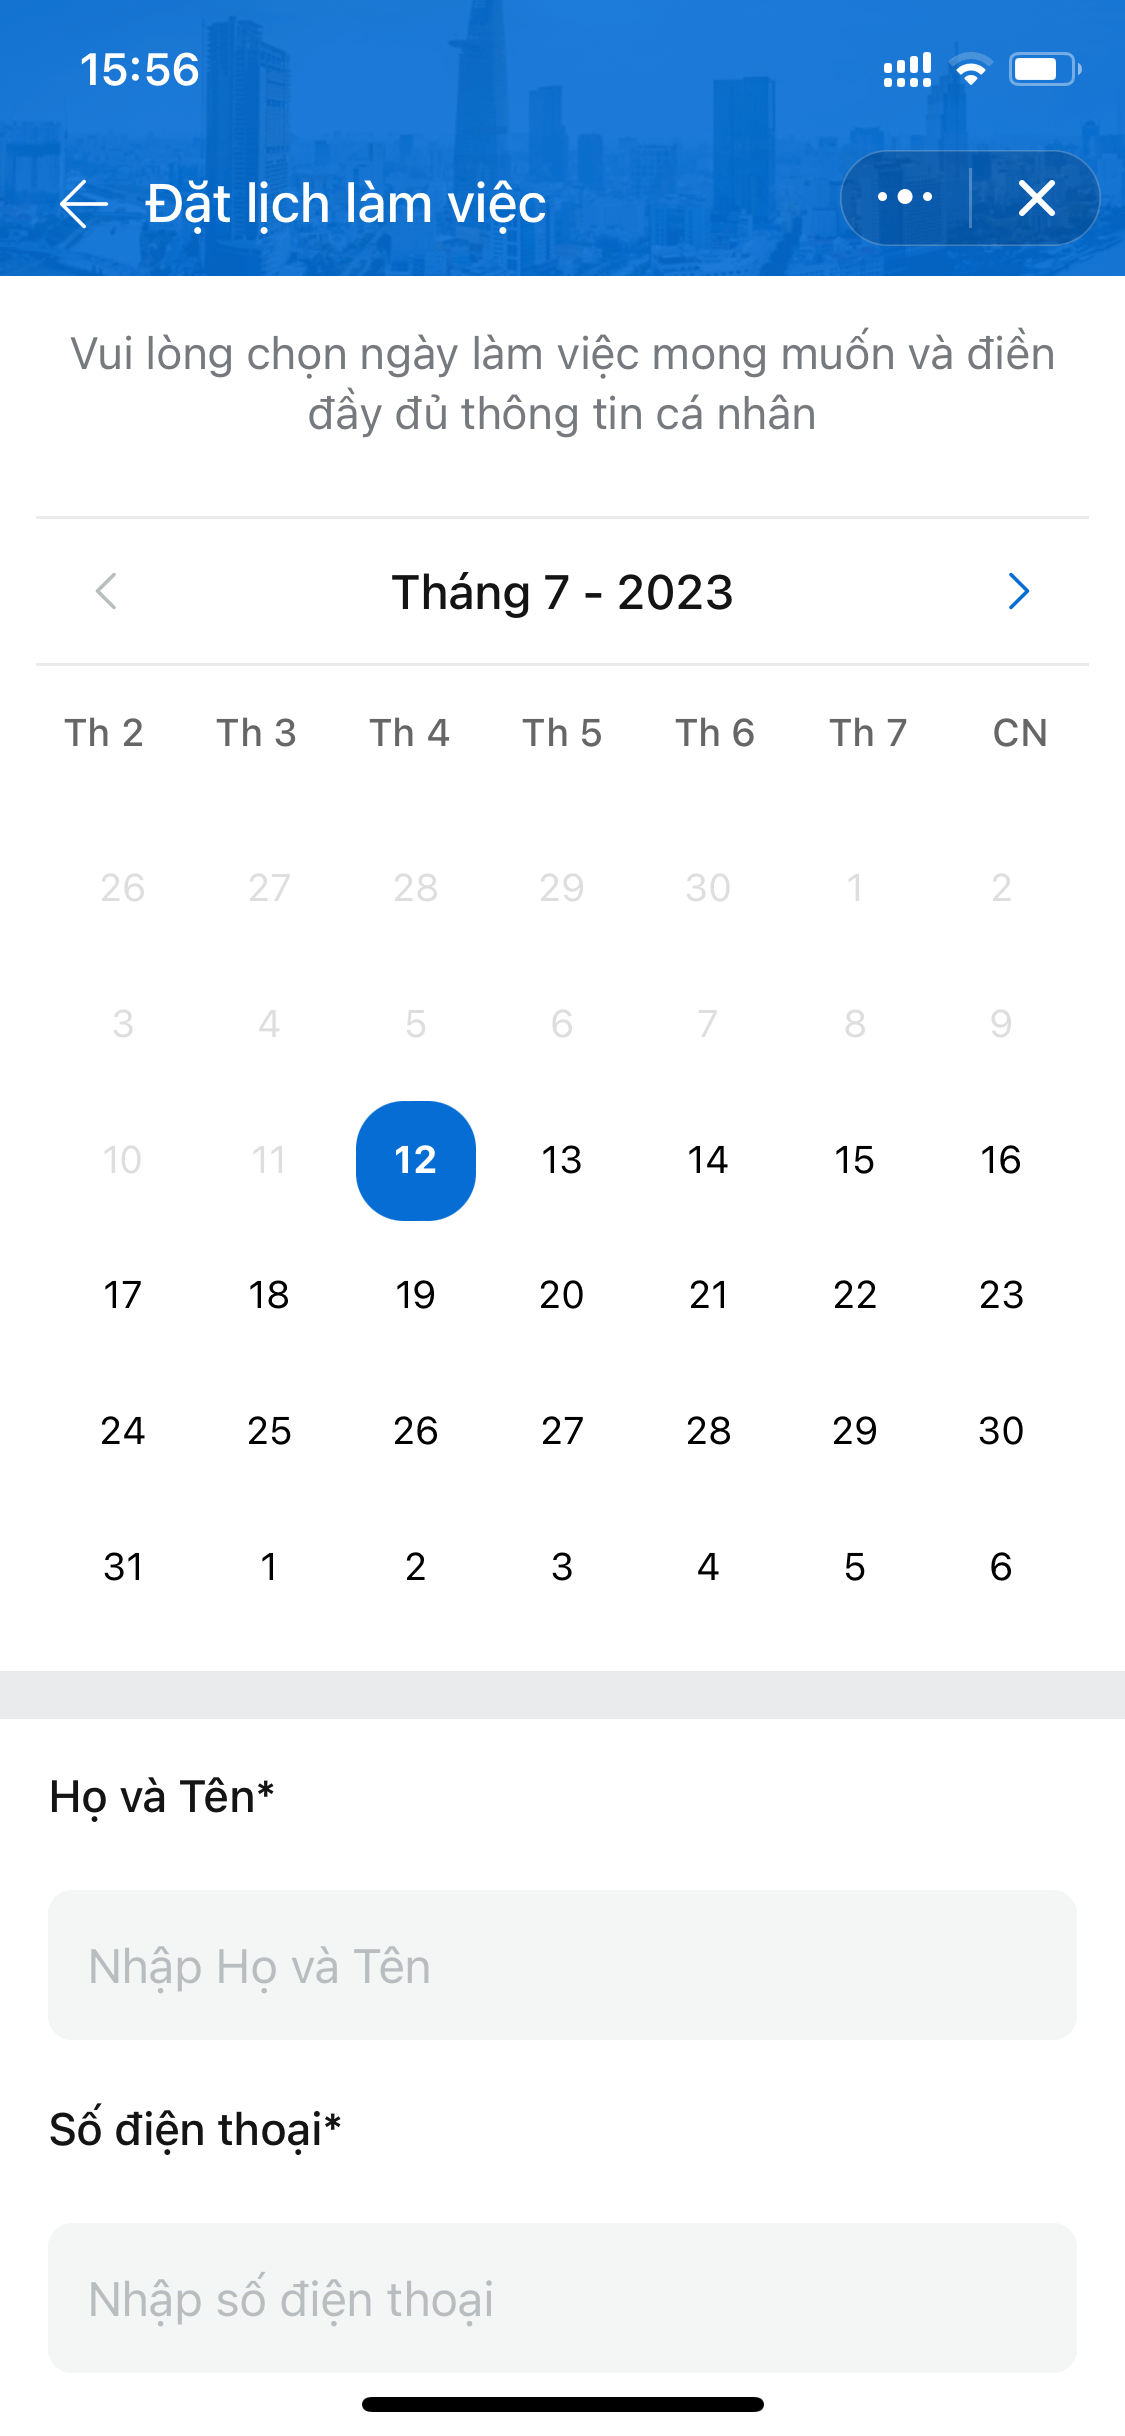 15:56
Đặt lịch làm việc
Vui lòng chọn ngày làm việc mong muốn và điền
đầy đủ thông tin cá nhân
Tháng 7 - 2023
Th 2 Th 3 Th 4 Th 5 Th 6 Th 7 CN
26 27 28 29 30 1 2
3 4 5 6 7 8 9
10 11 12 13 14 15 16
17 18 19 20 21 22 23
24 25 26 27 28 29 30
31 1 2 3 4 5 6
Họ và Tên*
Nhập Họ và Tên
Số điện thoại*
Nhập số điện thoại